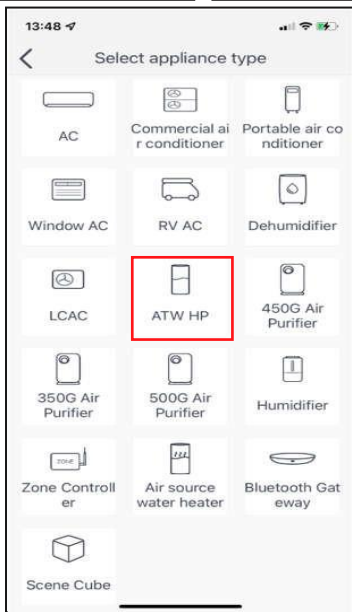 13:48
Select appliance type
AC
Commercial ai
r conditioner
Portable air co
nditioner
Window AC
RV AC
Dehumidifier
LCAC
ATW HP
450G Air
Purifier
350G Air
Purifier
500G Air
Purifier
Humidifier
ZONE
Zone Controll
er
Air source
water heater
Bluetooth Gat
eway
Scene Cube